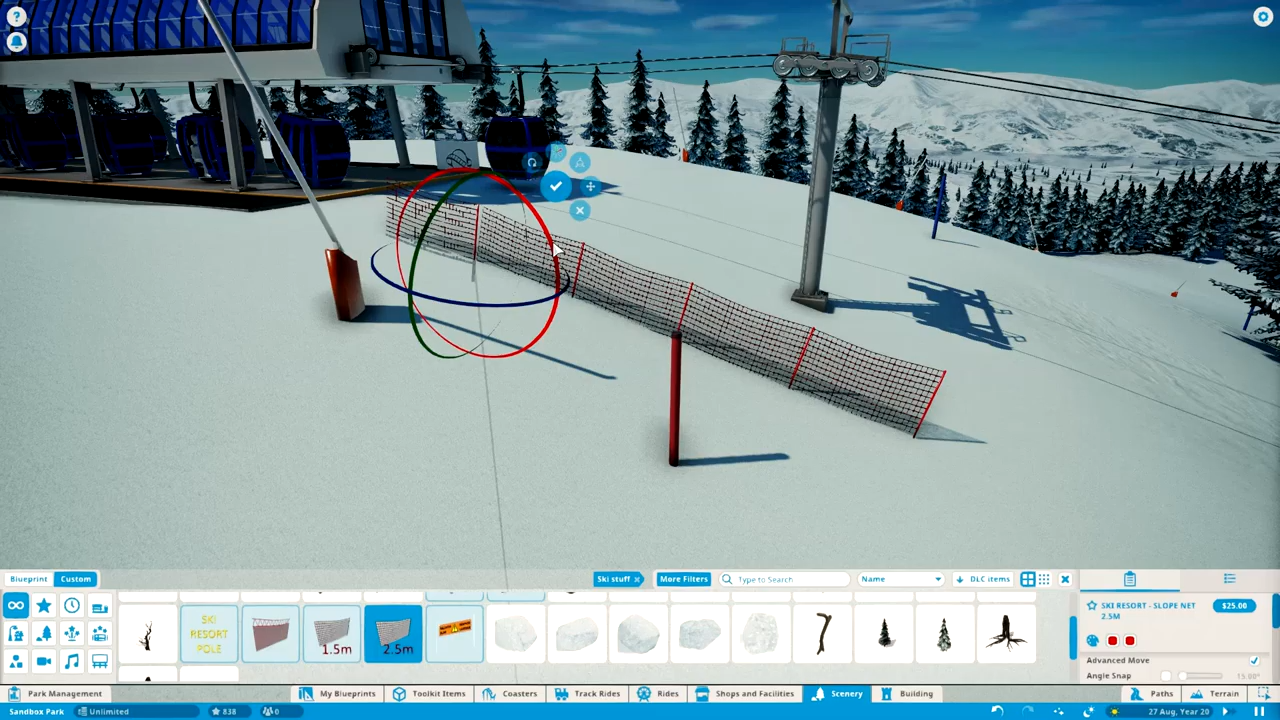 ?
Blueprint
Custom
Ski stuff ×
More Filters
Type to Search
Name
DLC items
SKI
RESORT
POLE
1.5m
2.5m
SKI RESORT - SLOPE NET
2.5M
$25.00
Advanced Move
Angle Snap
15.00°
Park Management
My Blueprints
Toolkit Items
Coasters
Track Rides
Rides
Shops and Facilities
Scenery
Building
Paths
Terrain
Sandbox Park
Unlimited
838
0
27 Aug, Year 20